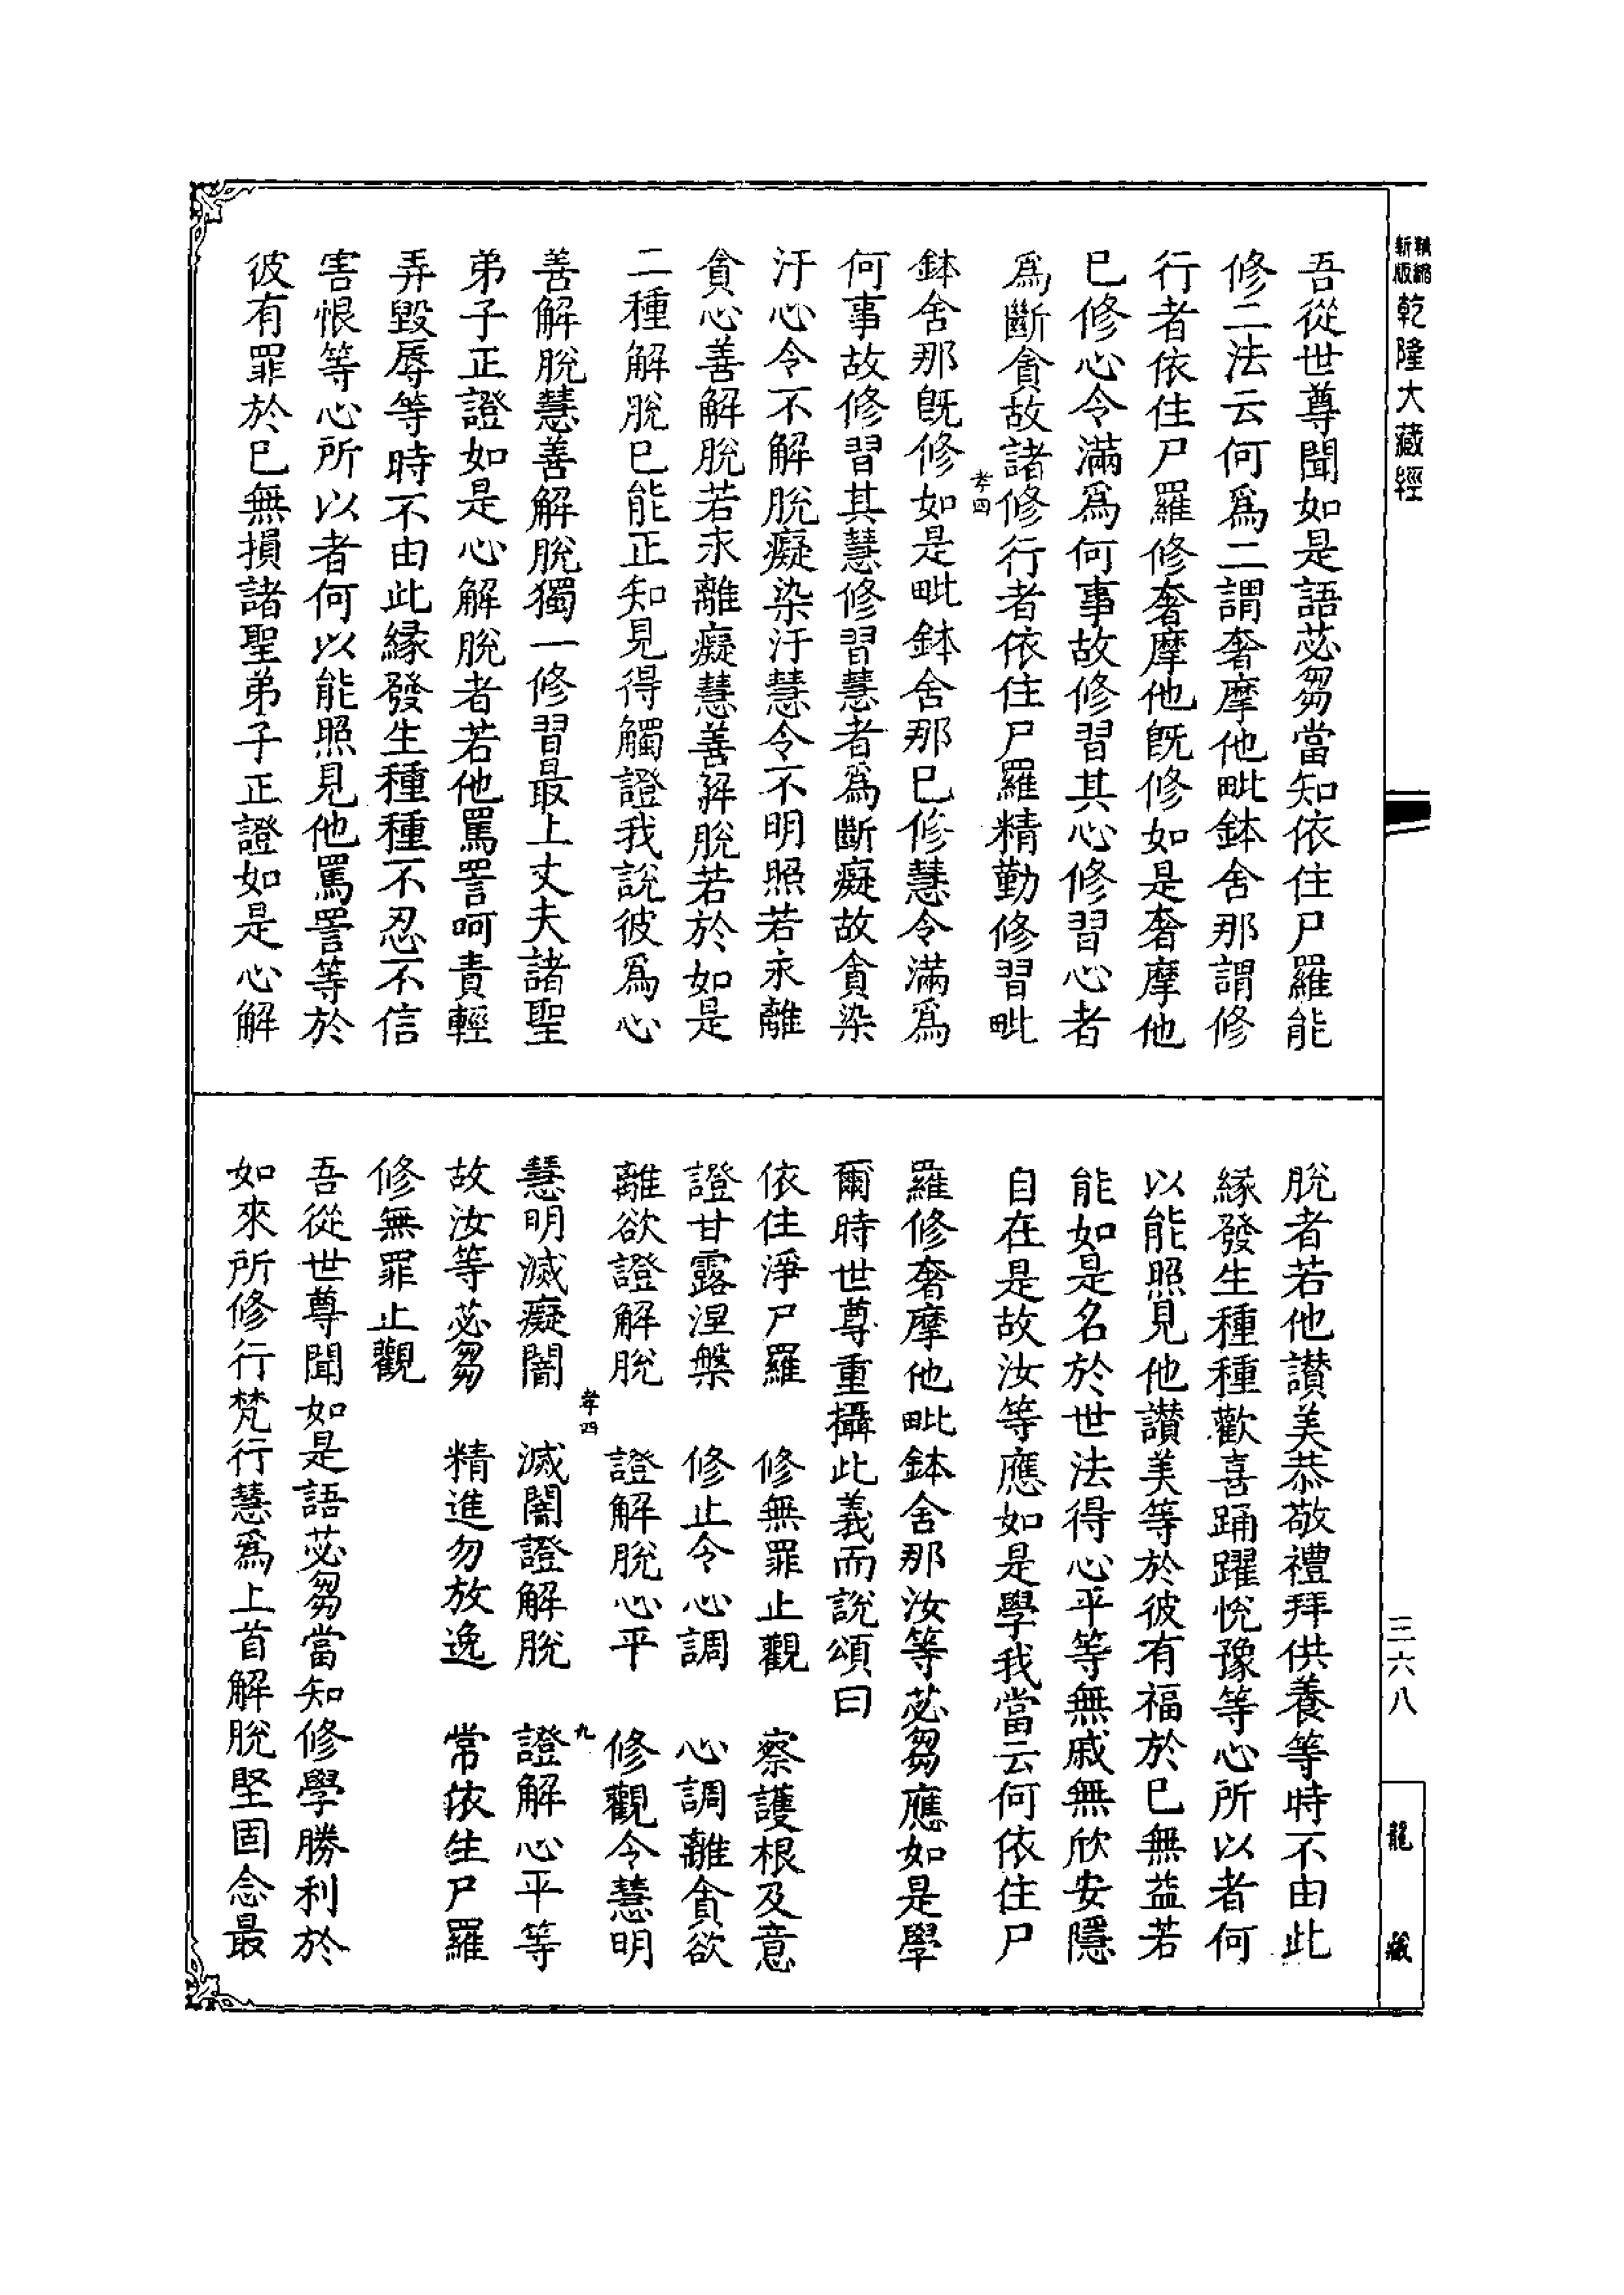 新版
乾隆大藏經
吾從世尊聞如是語苾芻當知依住尸羅能
修二法云何爲二謂奢摩他毗鉢舍那謂修
行者依住尸羅修奢摩他旣修如是奢摩他
已修心令滿爲何事故修習其心修習心者
爲斷貪故諸修行者依住尸羅精勤修習毗
孝四
鉢舍那旣修如是毗鉢舍那已修慧令滿爲
何事故修習其慧修習慧者爲斷癡故貪染
汙心令不解脫癡染汙慧令不明照若永離
貪心善解脫若永離癡慧善解脫若於如是
二種解脫已能正知見得觸證我說彼爲心
善解脫慧善解脫獨一修習最上丈夫諸聖
弟子正證如是心解脫者若他罵詈呵責輕
弄毀辱等時不由此緣發生種種不忍不信
害恨等心所以者何以能照見他罵詈等於
彼有罪於已無損諸聖弟子正證如是心解
脫者若他讚美恭敬禮拜供養等時不由此
緣發生種種歡喜踊躍悅豫等心所以者何
以能照見他讚美等於彼有福於已無益若
能如是名於世法得心平等無慼無欣安隱
自在是故汝等應如是學我當云何依住尸
羅修奢摩他毗鉢舍那汝等苾芻應如是學
爾時世尊重攝此義而說頌曰
依住淨尸羅　修無罪止觀　察護根及意
證甘露涅槃　修止令心調　心調離貪欲
離欲證解脫　證解脫心平　修觀令慧明
孝四　九
慧明滅癡闇　滅闇證解脫　證解心平等
故汝等苾芻　精進勿放逸　常依生尸羅
修無罪止觀
吾從世尊聞如是語苾芻當知修學勝利於
如來所修行梵行慧爲上首解脫堅固念最
三六八
龍藏